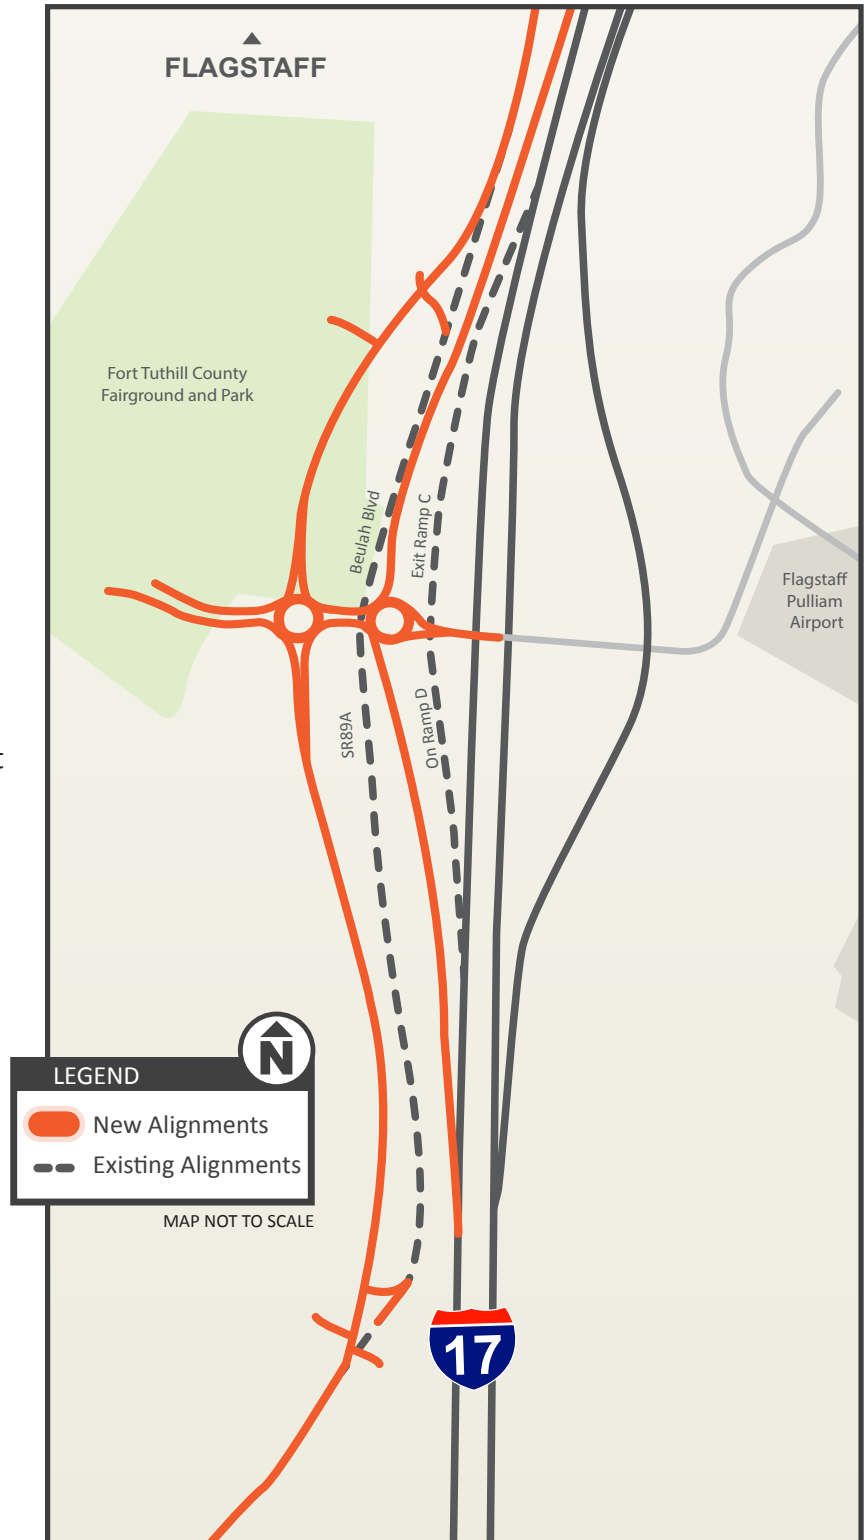 FLAGSTAFF
Fort Tuthill County
Fairground and Park
Beulah Blvd
Exit Ramp C
Flagstaff
Pulliam
Airport
SR89A
On Ramp D
t
N
LEGEND
New Alignments
Existing Alignments
MAP NOT TO SCALE
17